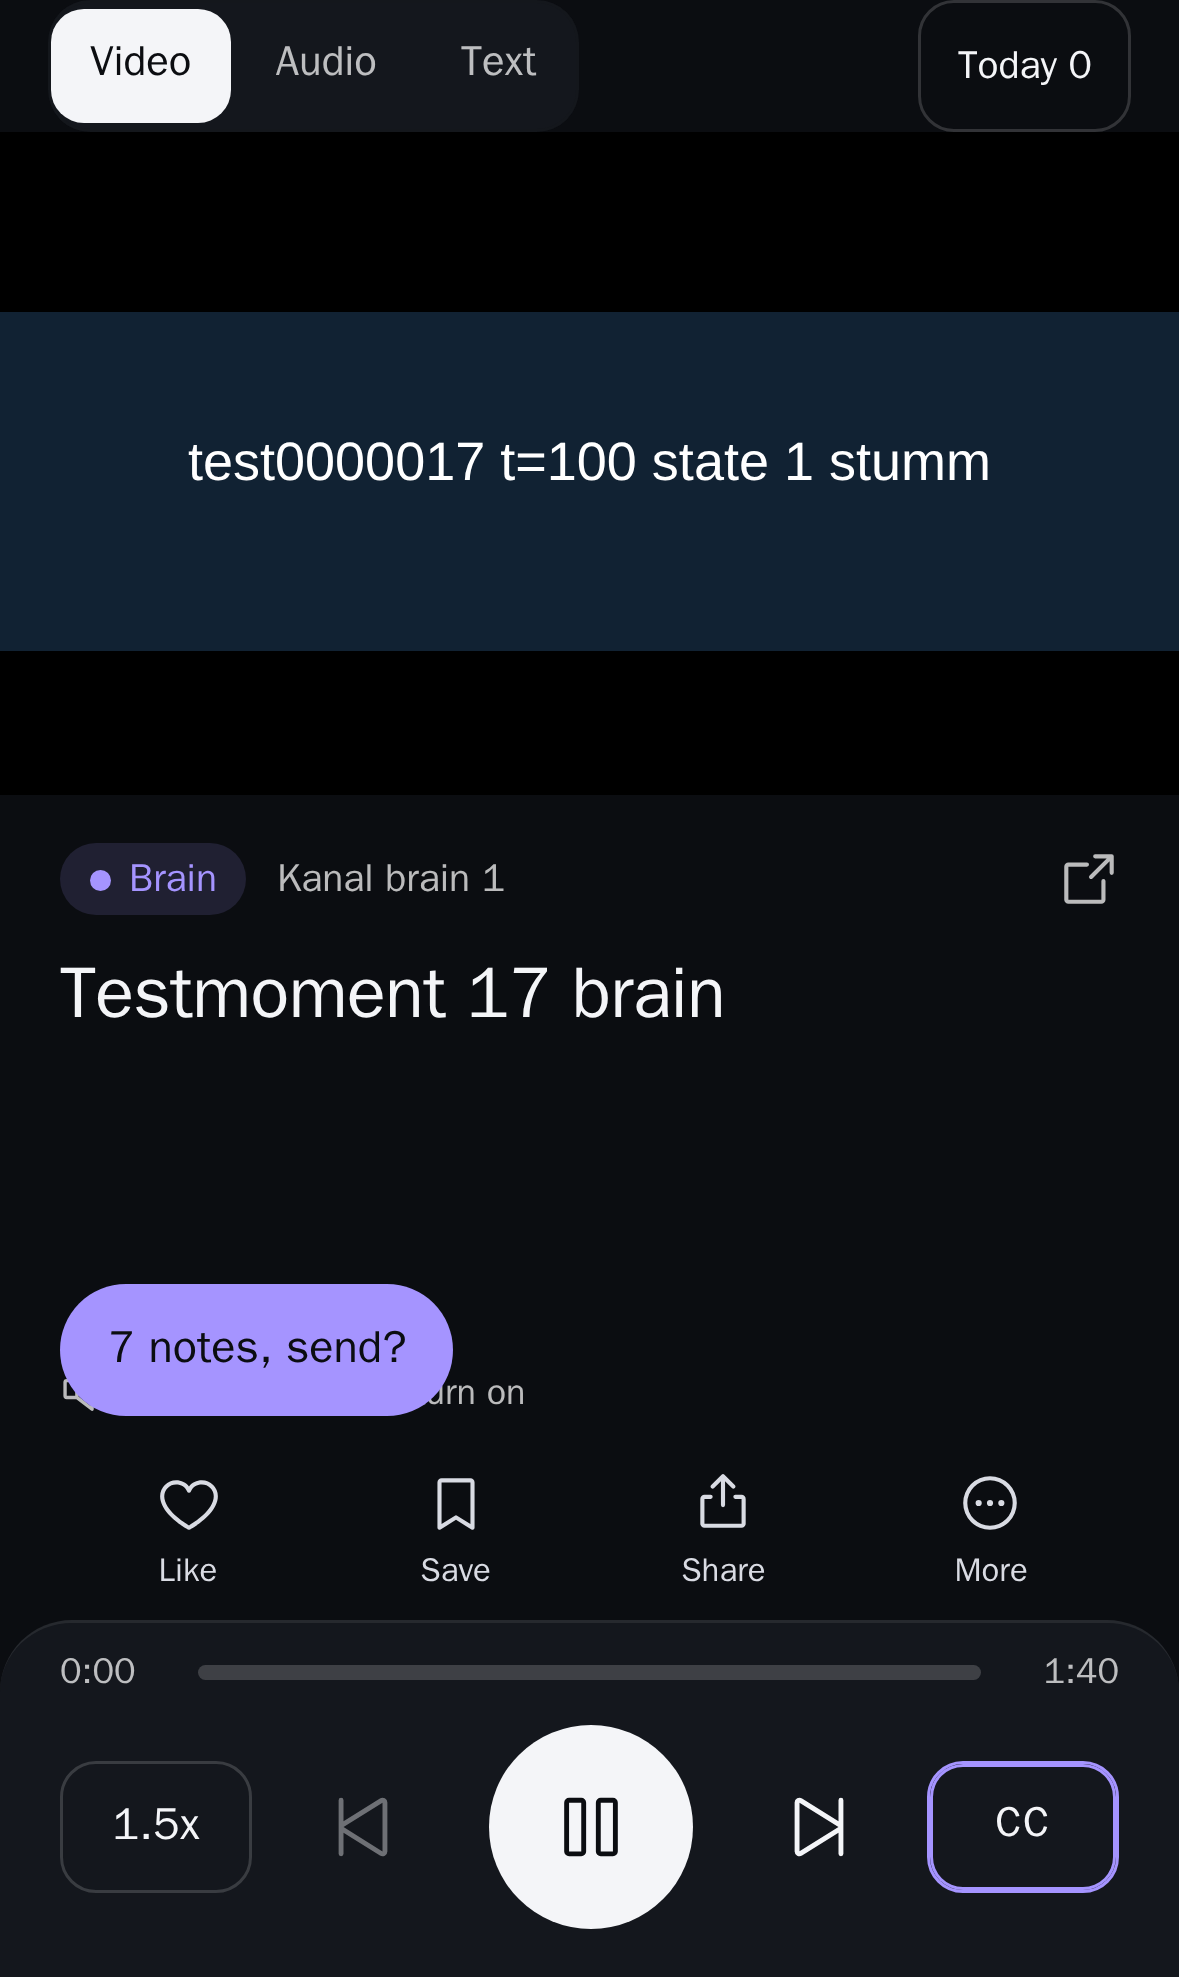 Video Audio Text
Today 0
test0000017 t=100 state 1 stumm
Brain Kanal brain 1
Testmoment 17 brain
7 notes, send?
on
Like Save Share More
0:00 1:40
1.5x CC